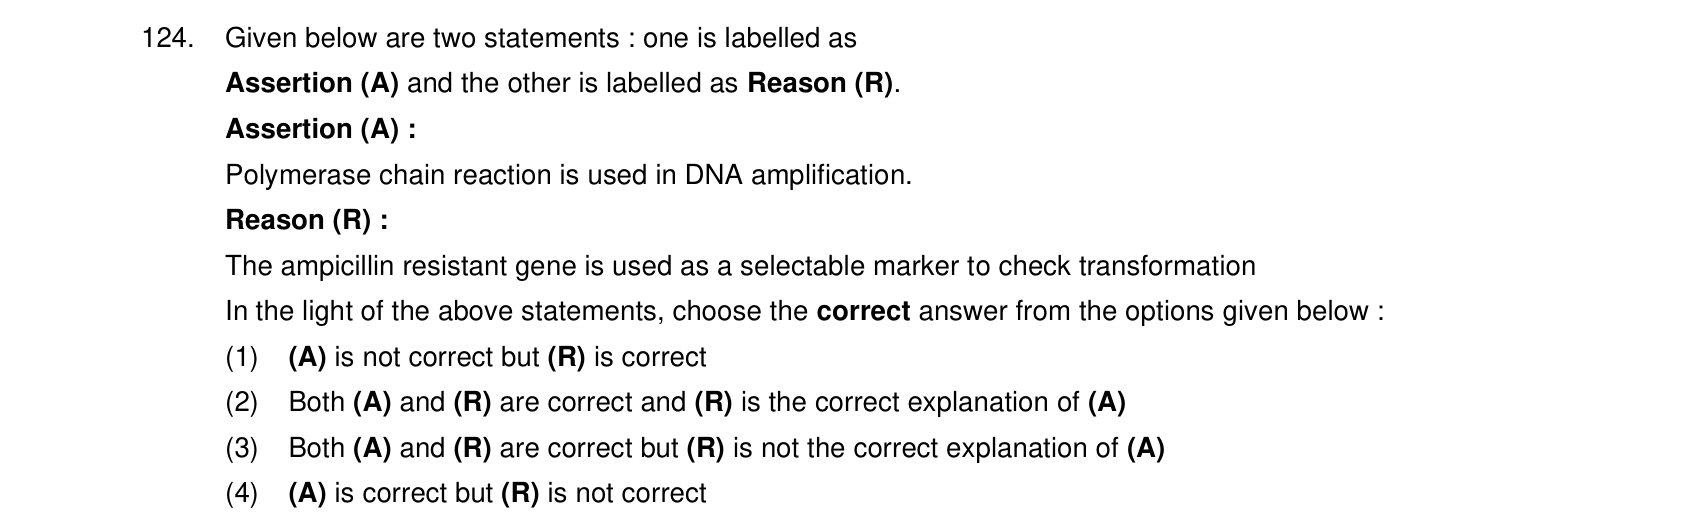 124. Given below are two statements : one is labelled as
Assertion (A) and the other is labelled as Reason (R).
Assertion (A) :
Polymerase chain reaction is used in DNA amplification.
Reason (R) :
The ampicillin resistant gene is used as a selectable marker to check transformation
In the light of the above statements, choose the correct answer from the options given below :
(1) (A) is not correct but (R) is correct
(2) Both (A) and (R) are correct and (R) is the correct explanation of (A)
(3) Both (A) and (R) are correct but (R) is not the correct explanation of (A)
(4) (A) is correct but (R) is not correct